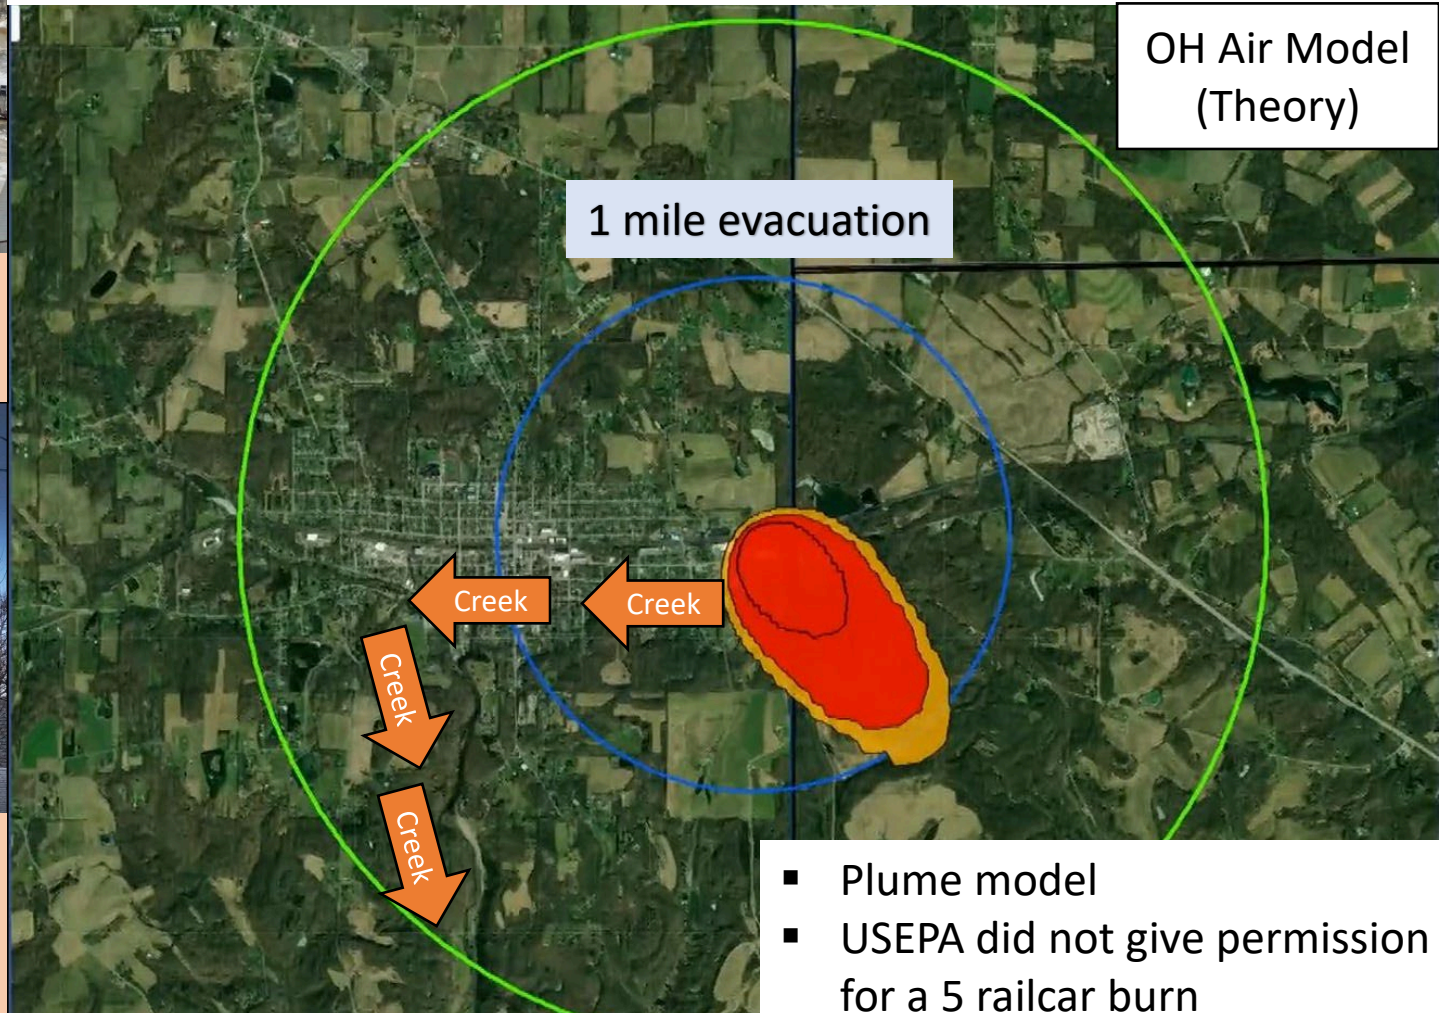 OH Air Model
(Theory)
1 mile evacuation
Creek
Creek
Creek
Creek
▪ Plume model
▪ USEPA did not give permission
for a 5 railcar burn